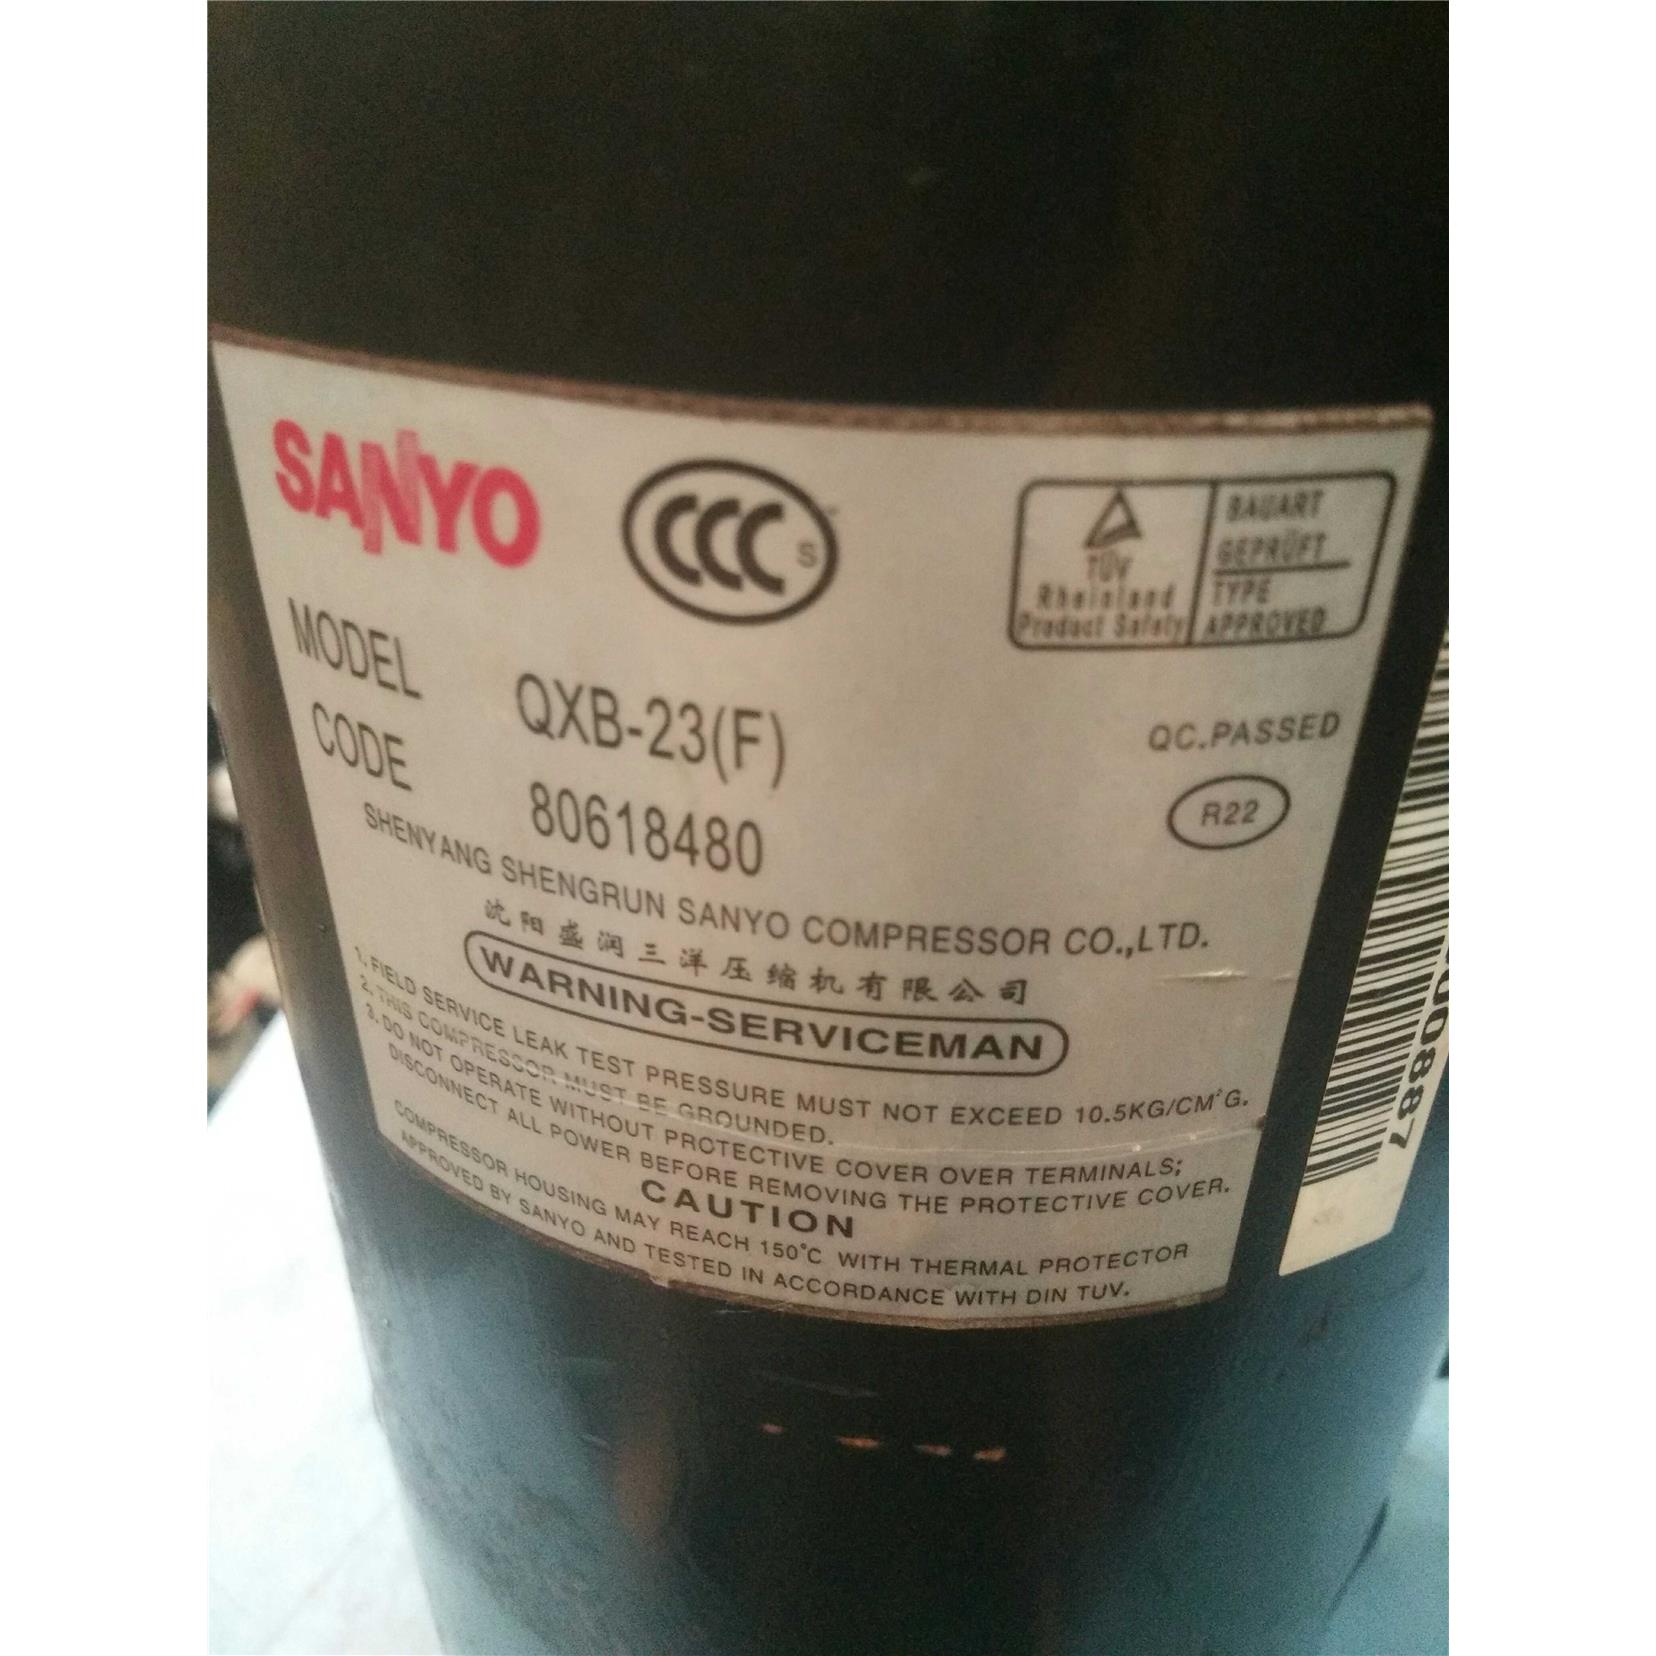 SANYO
CCC S
TÜV
Rheinland
Product Safety
BAUART
GEPRÜFT
TYPE
APPROVED
MODEL QXB-23(F)
QC.PASSED
CODE 80618480
R22
SHENYANG SHENGRUN SANYO COMPRESSOR CO.,LTD.
沈阳盛润三洋压缩机有限公司
WARNING-SERVICEMAN
1. FIELD SERVICE LEAK TEST PRESSURE MUST NOT EXCEED 10.5KG/CM²G.
2. THIS COMPRESSOR MUST BE GROUNDED.
3. DO NOT OPERATE WITHOUT PROTECTIVE COVER OVER TERMINALS;
DISCONNECT ALL POWER BEFORE REMOVING THE PROTECTIVE COVER.
CAUTION
COMPRESSOR HOUSING MAY REACH 150°C WITH THERMAL PROTECTOR
APPROVED BY SANYO AND TESTED IN ACCORDANCE WITH DIN TUV.